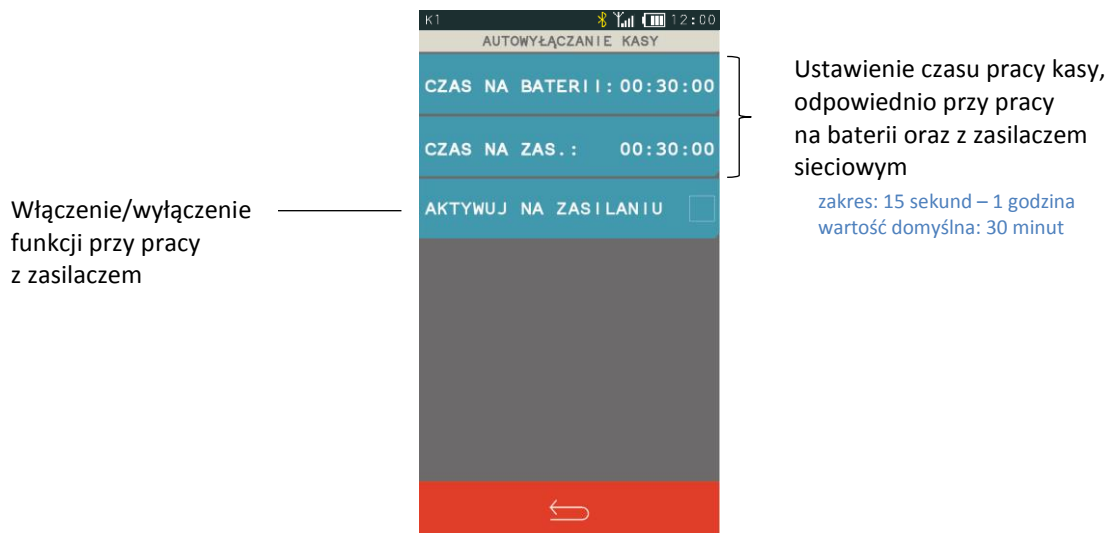 K1 12:00
AUTOWYŁĄCZANIE KASY
CZAS NA BATERII: 00:30:00
CZAS NA ZAS.: 00:30:00
AKTYWUJ NA ZASILANIU
Włączenie/wyłączenie
funkcji przy pracy
z zasilaczem
Ustawienie czasu pracy kasy,
odpowiednio przy pracy
na baterii oraz z zasilaczem
sieciowym
zakres: 15 sekund – 1 godzina
wartość domyślna: 30 minut